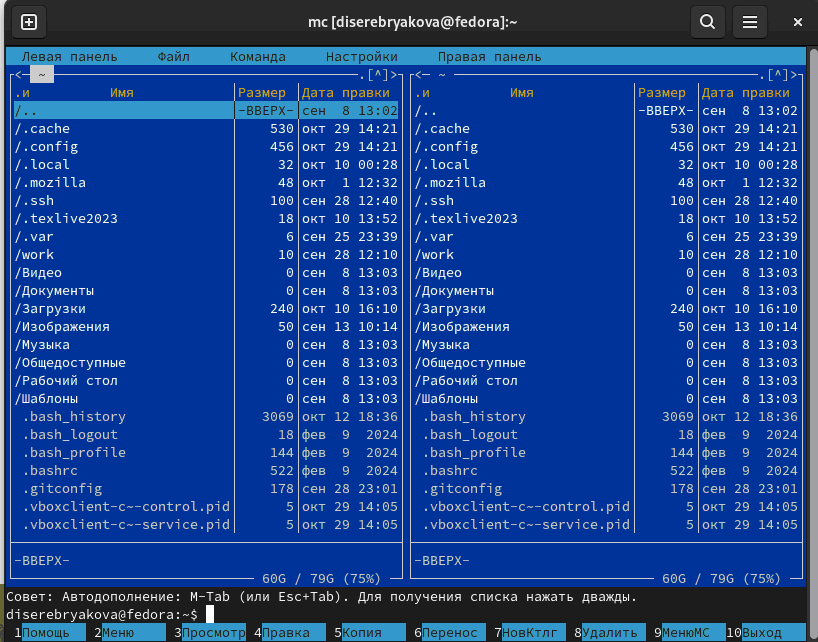 mc [diserebryakova@fedora]:~
Левая панель Файл Команда Настройки Правая панель
<─ ~ .[^]> <─ ~ .[^]>
.и Имя Размер Дата правки .и Имя Размер Дата правки
/.. -ВВЕРХ- сен 8 13:02 /.. -ВВЕРХ- сен 8 13:02
/.cache 530 окт 29 14:21 /.cache 530 окт 29 14:21
/.config 456 окт 29 14:21 /.config 456 окт 29 14:21
/.local 32 окт 10 00:28 /.local 32 окт 10 00:28
/.mozilla 48 окт 1 12:32 /.mozilla 48 окт 1 12:32
/.ssh 100 сен 28 12:40 /.ssh 100 сен 28 12:40
/.texlive2023 18 окт 10 13:52 /.texlive2023 18 окт 10 13:52
/.var 6 сен 25 23:39 /.var 6 сен 25 23:39
/work 10 сен 28 12:10 /work 10 сен 28 12:10
/Видео 0 сен 8 13:03 /Видео 0 сен 8 13:03
/Документы 0 сен 8 13:03 /Документы 0 сен 8 13:03
/Загрузки 240 окт 10 16:10 /Загрузки 240 окт 10 16:10
/Изображения 50 сен 13 10:14 /Изображения 50 сен 13 10:14
/Музыка 0 сен 8 13:03 /Музыка 0 сен 8 13:03
/Общедоступные 0 сен 8 13:03 /Общедоступные 0 сен 8 13:03
/Рабочий стол 0 сен 8 13:03 /Рабочий стол 0 сен 8 13:03
/Шаблоны 0 сен 8 13:03 /Шаблоны 0 сен 8 13:03
.bash_history 3069 окт 12 18:36 .bash_history 3069 окт 12 18:36
.bash_logout 18 фев 9 2024 .bash_logout 18 фев 9 2024
.bash_profile 144 фев 9 2024 .bash_profile 144 фев 9 2024
.bashrc 522 фев 9 2024 .bashrc 522 фев 9 2024
.gitconfig 178 сен 28 23:01 .gitconfig 178 сен 28 23:01
.vboxclient-c~-control.pid 5 окт 29 14:05 .vboxclient-c~-control.pid 5 окт 29 14:05
.vboxclient-c~-service.pid 5 окт 29 14:05 .vboxclient-c~-service.pid 5 окт 29 14:05
-ВВЕРХ- -ВВЕРХ-
60G / 79G (75%) 60G / 79G (75%)
Совет: Автодополнение: M-Tab (или Esc+Tab). Для получения списка нажать дважды.
diserebryakova@fedora:~$
1Помощь 2Меню 3Просмотр 4Правка 5Копия 6Перенос 7НовКтлг 8Удалить 9МенюМС 10Выход